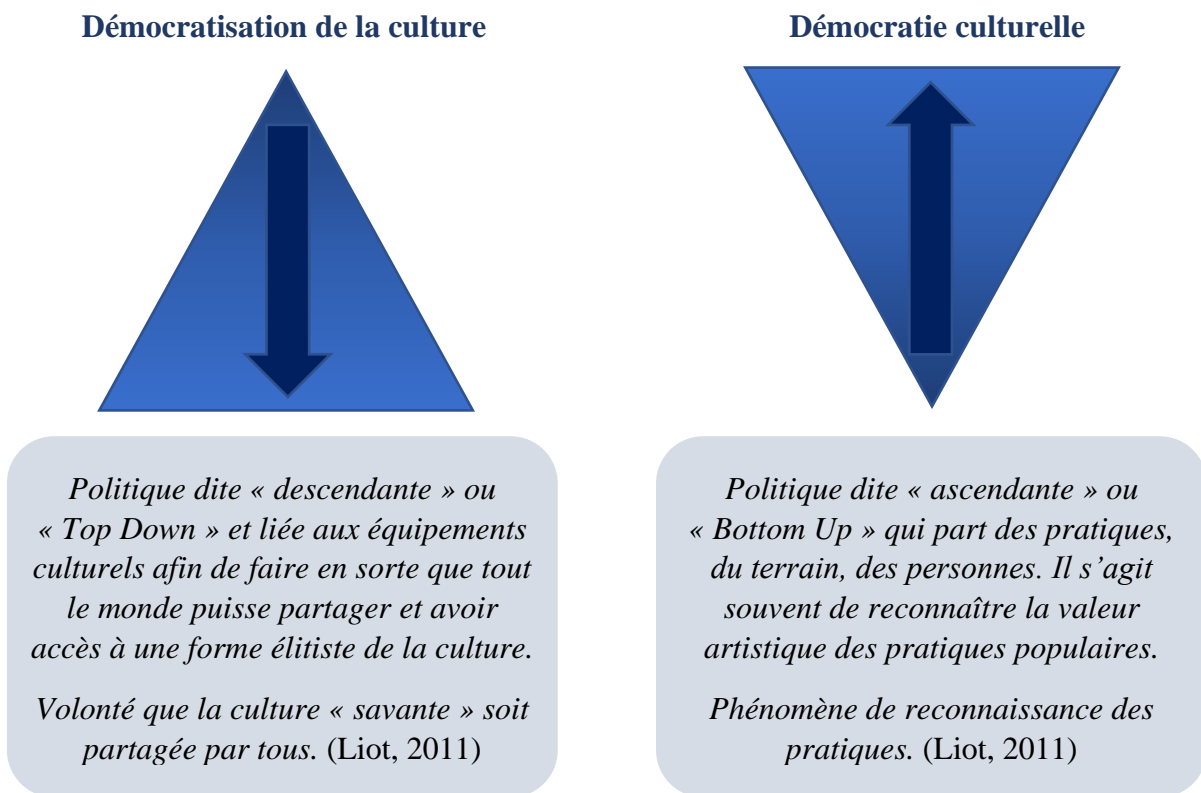 Démocratisation de la culture
Politique dite « descendante » ou
« Top Down » et liée aux équipements
culturels afin de faire en sorte que tout
le monde puisse partager et avoir
accès à une forme élitiste de la culture.
Volonté que la culture « savante » soit
partagée par tous. (Liot, 2011)
Démocratie culturelle
Politique dite « ascendante » ou
« Bottom Up » qui part des pratiques,
du terrain, des personnes. Il s’agit
souvent de reconnaître la valeur
artistique des pratiques populaires.
Phénomène de reconnaissance des
pratiques. (Liot, 2011)